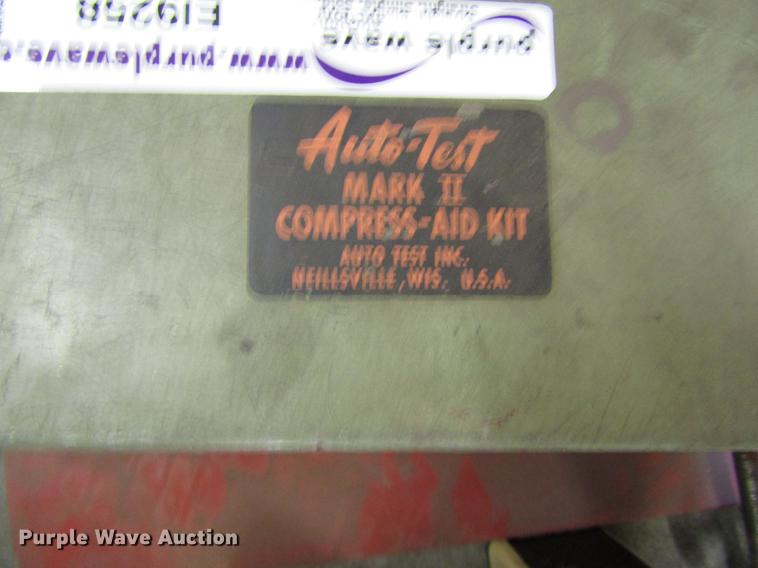 EI9258
www.purplewave.c
purple wave
Auto-Test
MARK II
COMPRESS-AID KIT
AUTO TEST INC.
NEILLSVILLE, WIS. U.S.A.
Purple Wave Auction